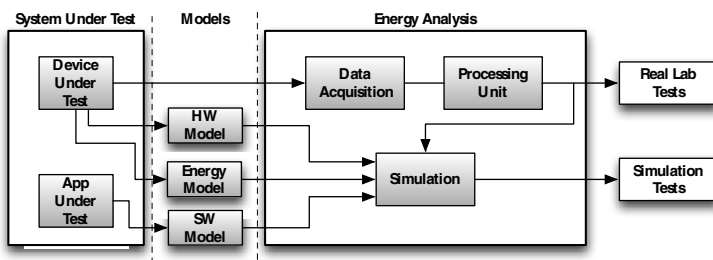 System Under Test
Models
Energy Analysis
Device
Under
Test
Data
Acquisition
Processing
Unit
Real Lab
Tests
HW
Model
Energy
Model
Simulation
Simulation
Tests
App
Under
Test
SW
Model